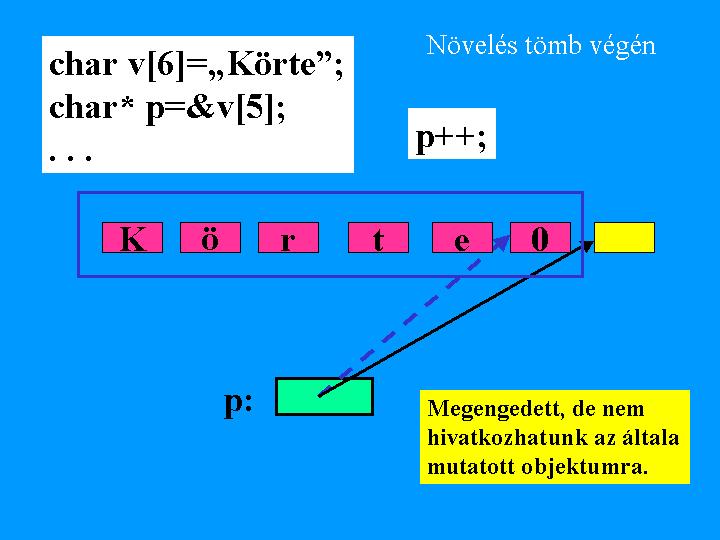 Növelés tömb végén
char v[6]=„Körte”;
char* p=&v[5];
. . .
p++;
K ö r t e 0
p:
Megengedett, de nem
hivatkozhatunk az általa
mutatott objektumra.